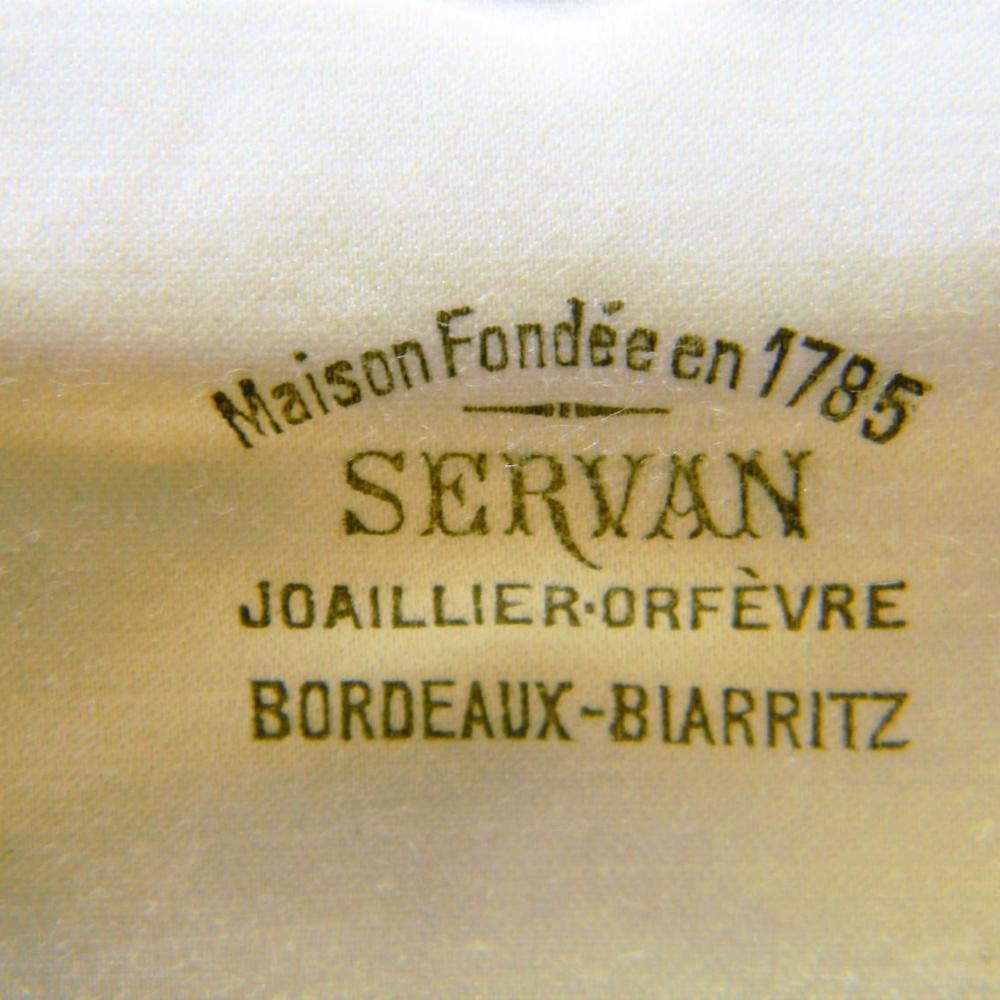 Maison Fondée en 1785
SERVAN
JOAILLIER·ORFÈVRE
BORDEAUX-BIARRITZ